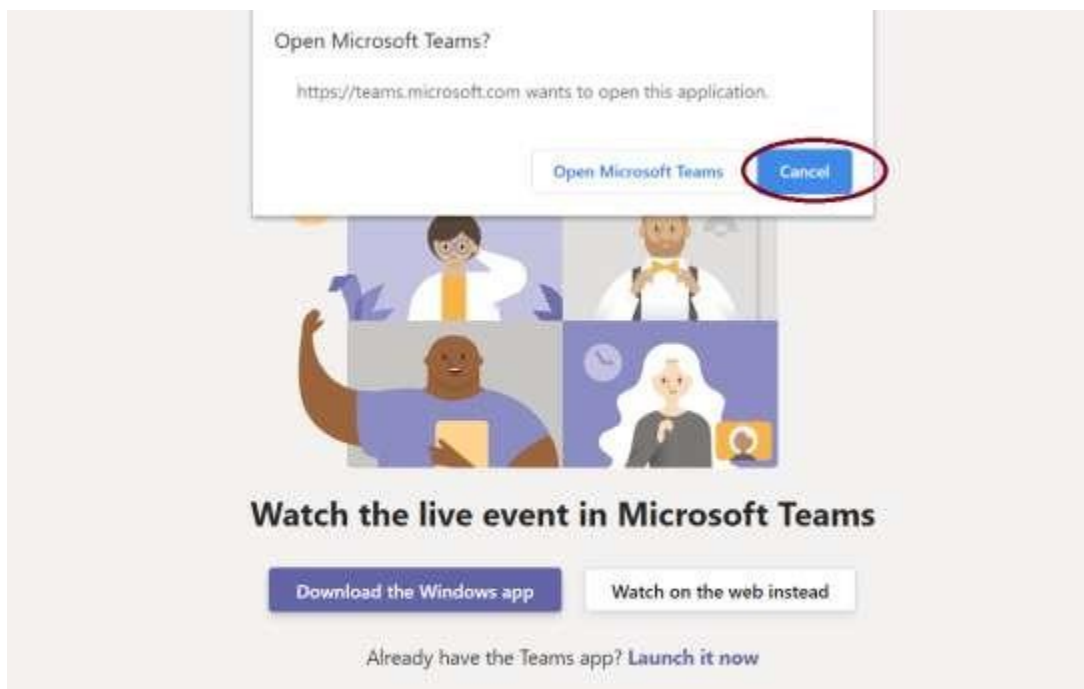 Open Microsoft Teams?
https://teams.microsoft.com wants to open this application.
Open Microsoft Teams
Cancel
Watch the live event in Microsoft Teams
Download the Windows app
Watch on the web instead
Already have the Teams app? Launch it now